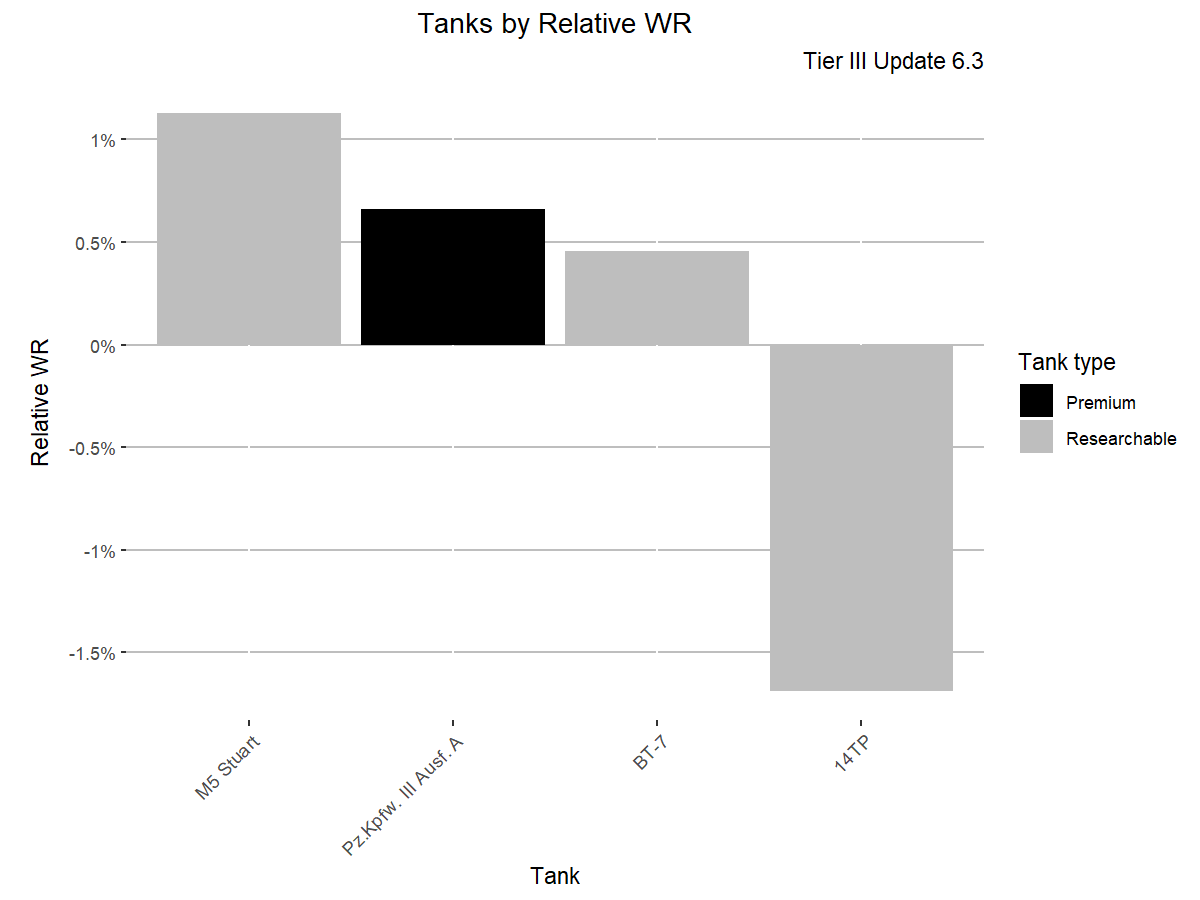 Tanks by Relative WR
Tier III Update 6.3
Relative WR
1%
0.5%
0%
-0.5%
-1%
-1.5%
M5 Stuart
Pz.Kpfw. III Ausf. A
BT-7
14TP
Tank
Tank type
Premium
Researchable